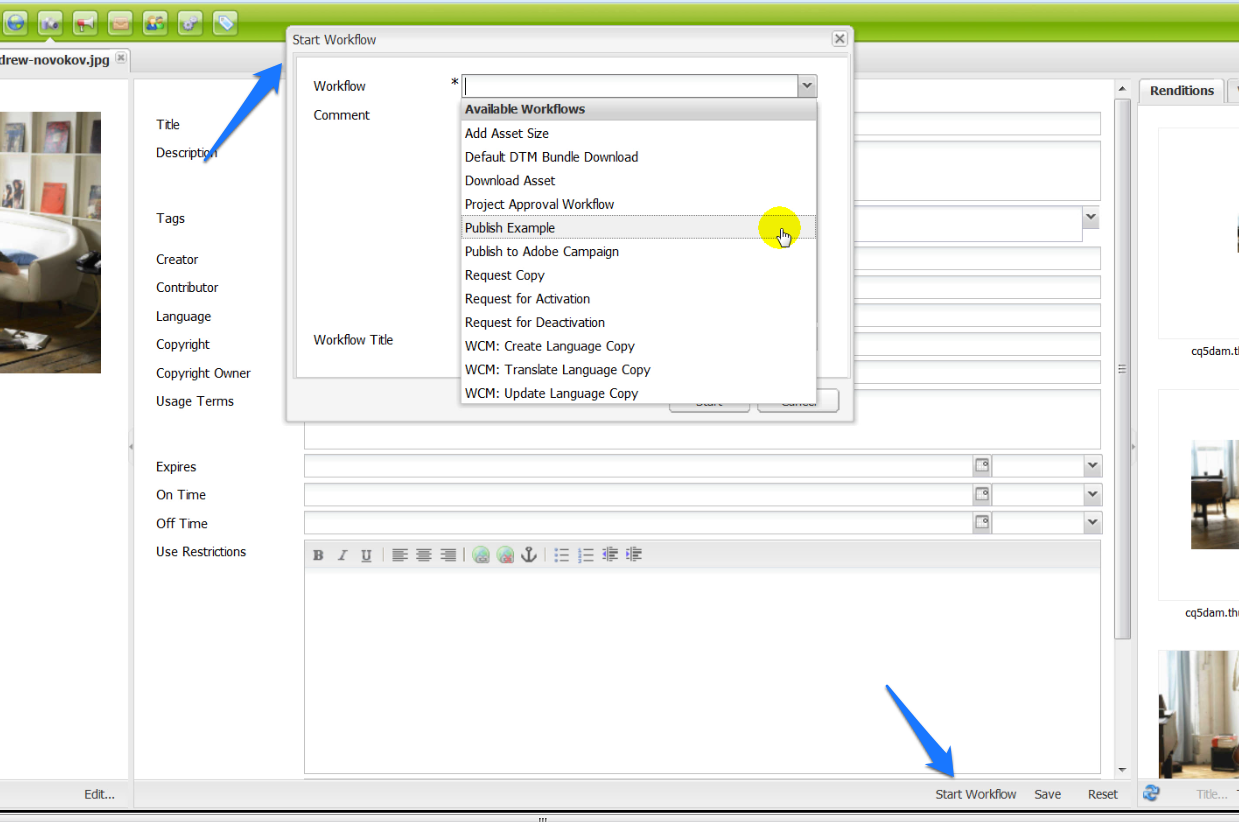 drew-novokov.jpg
Start Workflow
Workflow *
Available Workflows
Add Asset Size
Default DTM Bundle Download
Download Asset
Project Approval Workflow
Publish Example
Publish to Adobe Campaign
Request Copy
Request for Activation
Request for Deactivation
WCM: Create Language Copy
WCM: Translate Language Copy
WCM: Update Language Copy
Comment
Workflow Title
Start Cancel
Title
Description
Tags
Creator
Contributor
Language
Copyright
Copyright Owner
Usage Terms
Expires
On Time
Off Time
Use Restrictions
B I U
Renditions
cq5dam.th
cq5dam.thu
Edit...
Start Workflow Save Reset
Title...